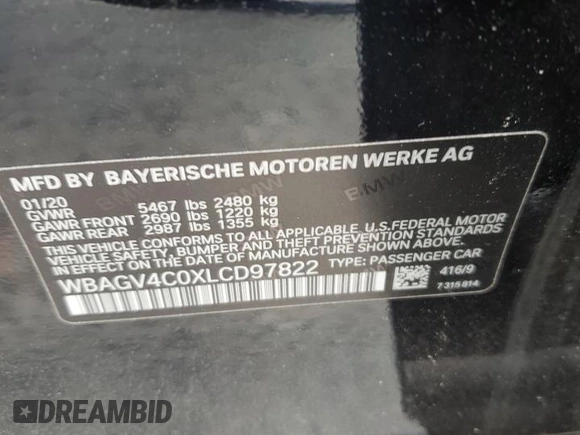 MFD BY BAYERISCHE MOTOREN WERKE AG
01/20
GVWR 5467 lbs 2480 kg
GAWR FRONT 2690 lbs 1220 kg
GAWR REAR 2987 lbs 1355 kg
THIS VEHICLE CONFORMS TO ALL APPLICABLE U.S.FEDERAL MOTOR
VEHICLE SAFETY, BUMPER, AND THEFT PREVENTION STANDARDS
IN EFFECT ON THE DATE OF MANUFACTURE SHOWN ABOVE.
WBAGV4C0XLCD97822 TYPE: PASSENGER CAR
416/9
7 315 814
BMW
DREAMBID